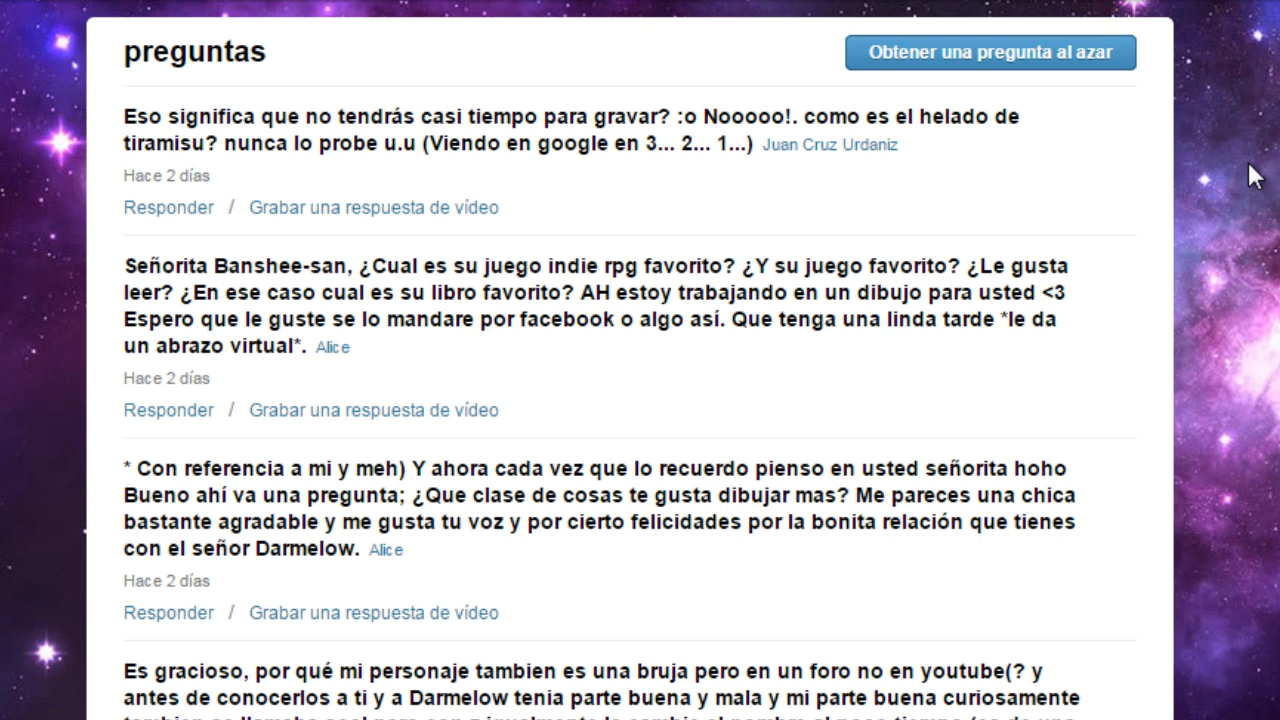 preguntas
Obtener una pregunta al azar
Eso significa que no tendrás casi tiempo para gravar? :o Nooooo!. como es el helado de
tiramisu? nunca lo probe u.u (Viendo en google en 3... 2... 1...) Juan Cruz Urdaniz
Hace 2 días
Responder / Grabar una respuesta de vídeo
Señorita Banshee-san, ¿Cual es su juego indie rpg favorito? ¿Y su juego favorito? ¿Le gusta
leer? ¿En ese caso cual es su libro favorito? AH estoy trabajando en un dibujo para usted <3
Espero que le guste se lo mandare por facebook o algo así. Que tenga una linda tarde *le da
un abrazo virtual*. Alice
Hace 2 días
Responder / Grabar una respuesta de vídeo
* Con referencia a mi y meh) Y ahora cada vez que lo recuerdo pienso en usted señorita hoho
Bueno ahí va una pregunta; ¿Que clase de cosas te gusta dibujar mas? Me pareces una chica
bastante agradable y me gusta tu voz y por cierto felicidades por la bonita relación que tienes
con el señor Darmelow. Alice
Hace 2 días
Responder / Grabar una respuesta de vídeo
Es gracioso, por qué mi personaje tambien es una bruja pero en un foro no en youtube(? y
antes de conocerlos a ti y a Darmelow tenia parte buena y mala y mi parte buena curiosamente